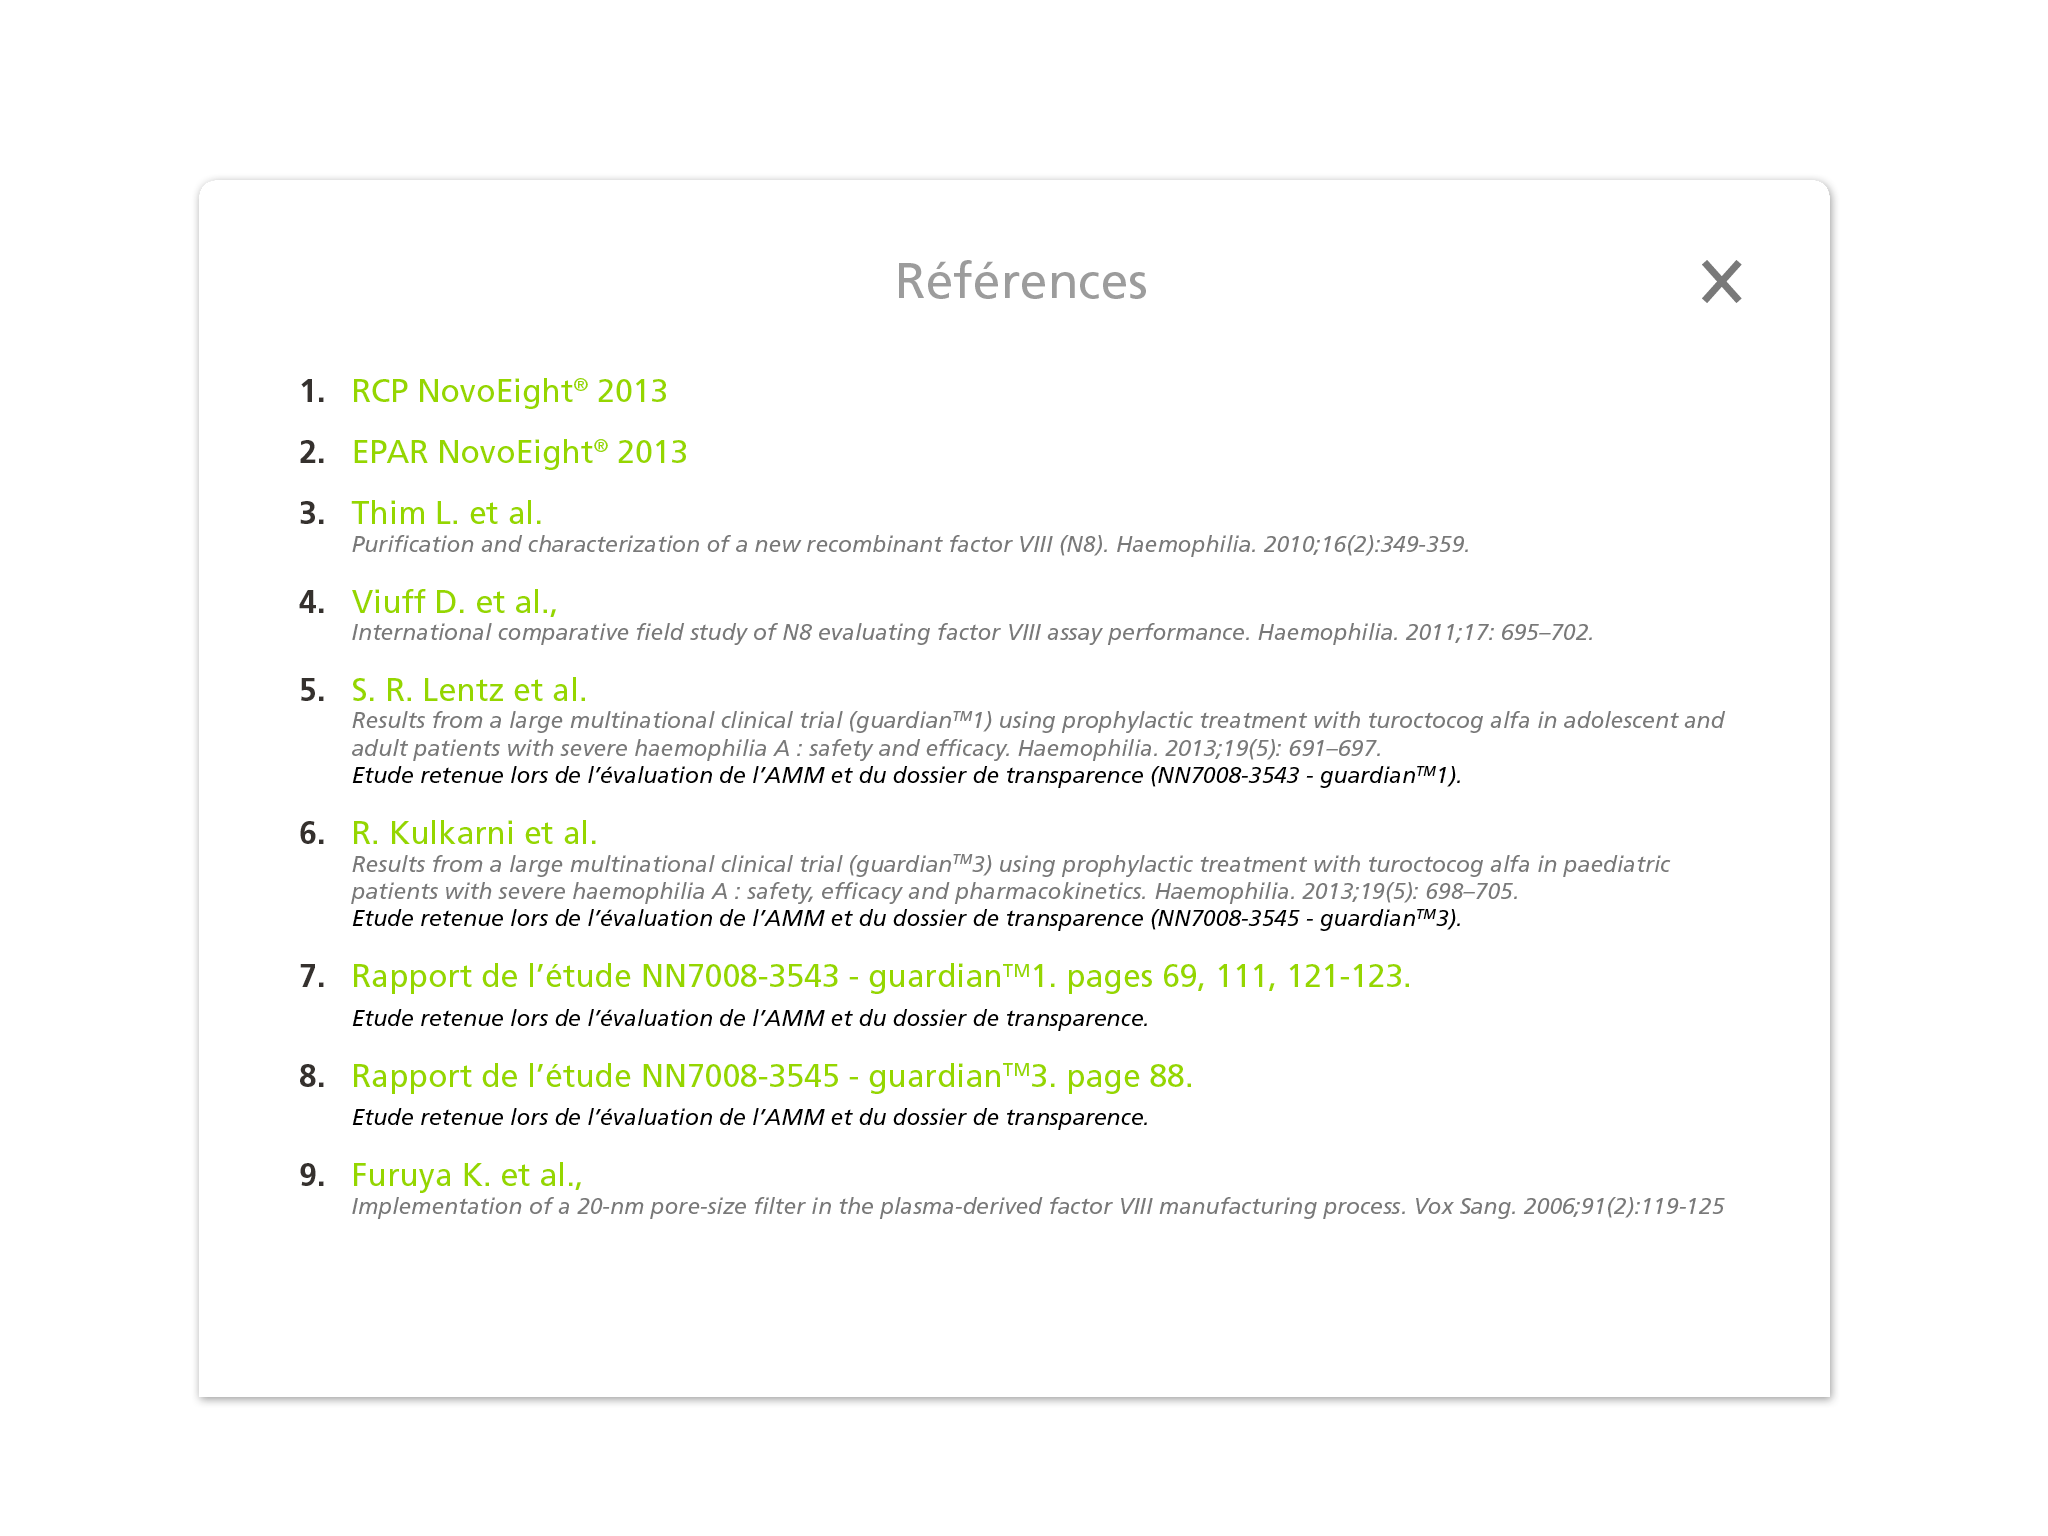 Références
1. RCP NovoEight® 2013
2. EPAR NovoEight® 2013
3. Thim L. et al.
Purification and characterization of a new recombinant factor VIII (N8). Haemophilia. 2010;16(2):349-359.
4. Viuff D. et al.,
International comparative field study of N8 evaluating factor VIII assay performance. Haemophilia. 2011;17: 695–702.
5. S. R. Lentz et al.
Results from a large multinational clinical trial (guardian™1) using prophylactic treatment with turoctocog alfa in adolescent and
adult patients with severe haemophilia A : safety and efficacy. Haemophilia. 2013;19(5): 691–697.
Etude retenue lors de l’évaluation de l’AMM et du dossier de transparence (NN7008-3543 - guardian™1).
6. R. Kulkarni et al.
Results from a large multinational clinical trial (guardian™3) using prophylactic treatment with turoctocog alfa in paediatric
patients with severe haemophilia A : safety, efficacy and pharmacokinetics. Haemophilia. 2013;19(5): 698–705.
Etude retenue lors de l’évaluation de l’AMM et du dossier de transparence (NN7008-3545 - guardian™3).
7. Rapport de l’étude NN7008-3543 - guardian™1. pages 69, 111, 121-123.
Etude retenue lors de l’évaluation de l’AMM et du dossier de transparence.
8. Rapport de l’étude NN7008-3545 - guardian™3. page 88.
Etude retenue lors de l’évaluation de l’AMM et du dossier de transparence.
9. Furuya K. et al.,
Implementation of a 20-nm pore-size filter in the plasma-derived factor VIII manufacturing process. Vox Sang. 2006;91(2):119-125